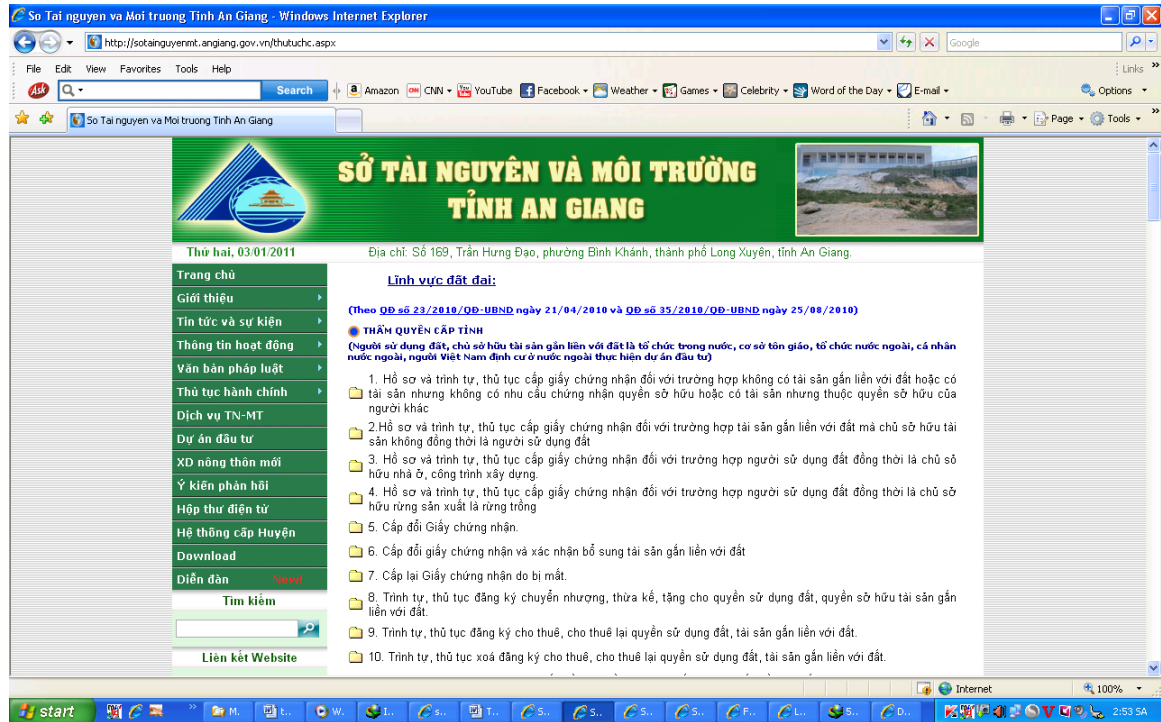 So Tai nguyen va Moi truong Tinh An Giang - Windows Internet Explorer
http://sotainguyenmt.angiang.gov.vn/thutuchc.aspx
Google
File Edit View Favorites Tools Help
Links
Ask
Search
Amazon CNN YouTube Facebook Weather Games Celebrity Word of the Day E-mail
Options
So Tai nguyen va Moi truong Tinh An Giang
Page Tools
SỞ TÀI NGUYÊN VÀ MÔI TRƯỜNG
TỈNH AN GIANG
Thứ hai, 03/01/2011
Địa chỉ: Số 169, Trần Hưng Đạo, phường Bình Khánh, thành phố Long Xuyên, tỉnh An Giang.
Trang chủ
Giới thiệu
Tin tức và sự kiện
Thông tin hoạt động
Văn bản pháp luật
Thủ tục hành chính
Dịch vụ TN-MT
Dự án đầu tư
XD nông thôn mới
Ý kiến phản hồi
Hộp thư điện tử
Hệ thống cấp Huyện
Download
Diễn đàn New!
Tìm kiếm
Liên kết Website
Lĩnh vực đất đai:
(Theo QĐ số 23/2010/QĐ-UBND ngày 21/04/2010 và QĐ số 35/2010/QĐ-UBND ngày 25/08/2010)
THẨM QUYỀN CẤP TỈNH
(Người sử dụng đất, chủ sở hữu tài sản gắn liền với đất là tổ chức trong nước, cơ sở tôn giáo, tổ chức nước ngoài, cá nhân
nước ngoài, người Việt Nam định cư ở nước ngoài thực hiện dự án đầu tư)
1. Hồ sơ và trình tự, thủ tục cấp giấy chứng nhận đối với trường hợp không có tài sản gắn liền với đất hoặc có
tài sản nhưng không có nhu cầu chứng nhận quyền sở hữu hoặc có tài sản nhưng thuộc quyền sở hữu của
người khác
2.Hồ sơ và trình tự, thủ tục cấp giấy chứng nhận đối với trường hợp tài sản gắn liền với đất mà chủ sở hữu tài
sản không đồng thời là người sử dụng đất
3. Hồ sơ và trình tự, thủ tục cấp giấy chứng nhận đối với trường hợp người sử dụng đất đồng thời là chủ sở
hữu nhà ở, công trình xây dựng.
4. Hồ sơ và trình tự, thủ tục cấp giấy chứng nhận đối với trường hợp người sử dụng đất đồng thời là chủ sở
hữu rừng sản xuất là rừng trồng
5. Cấp đổi Giấy chứng nhận.
6. Cấp đổi giấy chứng nhận và xác nhận bổ sung tài sản gắn liền với đất
7. Cấp lại Giấy chứng nhận do bị mất.
8. Trình tự, thủ tục đăng ký chuyển nhượng, thừa kế, tặng cho quyền sử dụng đất, quyền sở hữu tài sản gắn
liền với đất.
9. Trình tự, thủ tục đăng ký cho thuê, cho thuê lại quyền sử dụng đất, tài sản gắn liền với đất.
10. Trình tự, thủ tục xoá đăng ký cho thuê, cho thuê lại quyền sử dụng đất, tài sản gắn liền với đất.
Internet
100%
start
M. t.. W. I.. s.. T.. S.. S.. S.. F.. L.. S.. D..
2:53 SA